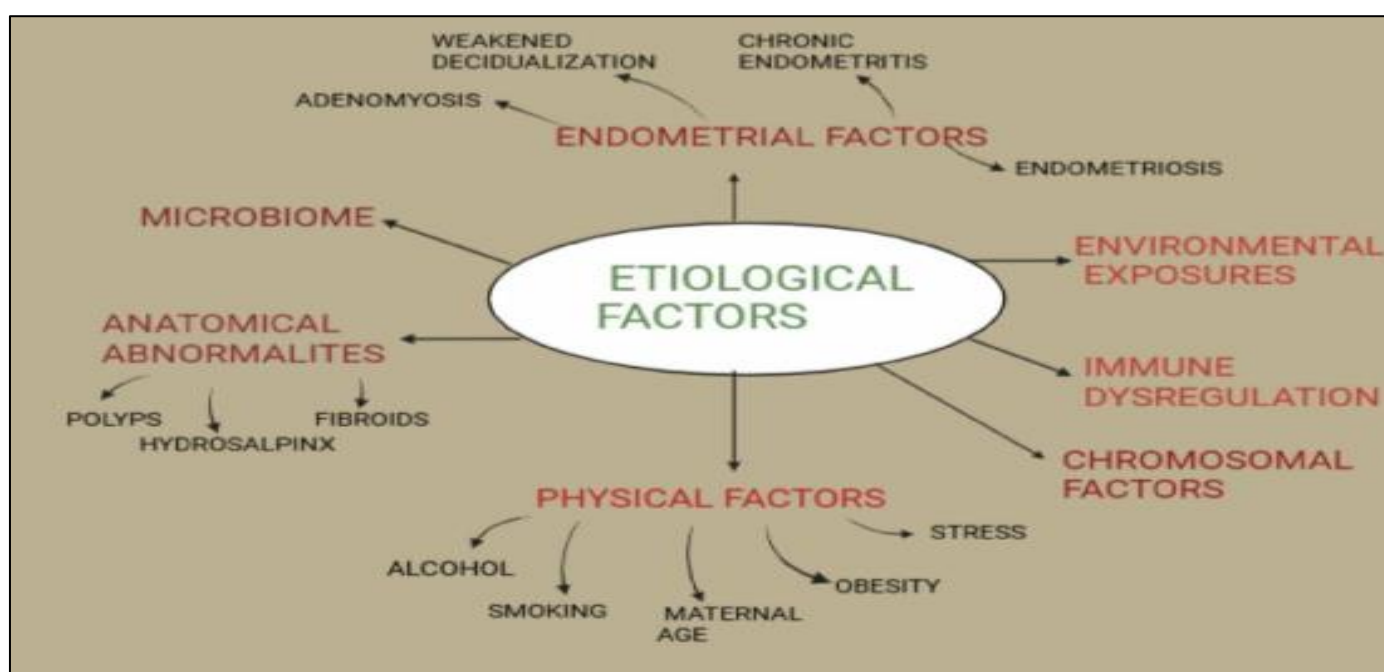 WEAKENED
DECIDUALIZATION
CHRONIC
ENDOMETRITIS
ADENOMYOSIS
ENDOMETRIAL FACTORS
ENDOMETRIOSIS
MICROBIOME
ENVIRONMENTAL
EXPOSURES
ETIOLOGICAL
FACTORS
ANATOMICAL
ABNORMALITES
IMMUNE
DYSREGULATION
POLYPS
FIBROIDS
HYDROSALPINX
CHROMOSOMAL
FACTORS
PHYSICAL FACTORS
STRESS
ALCOHOL
OBESITY
SMOKING
MATERNAL
AGE